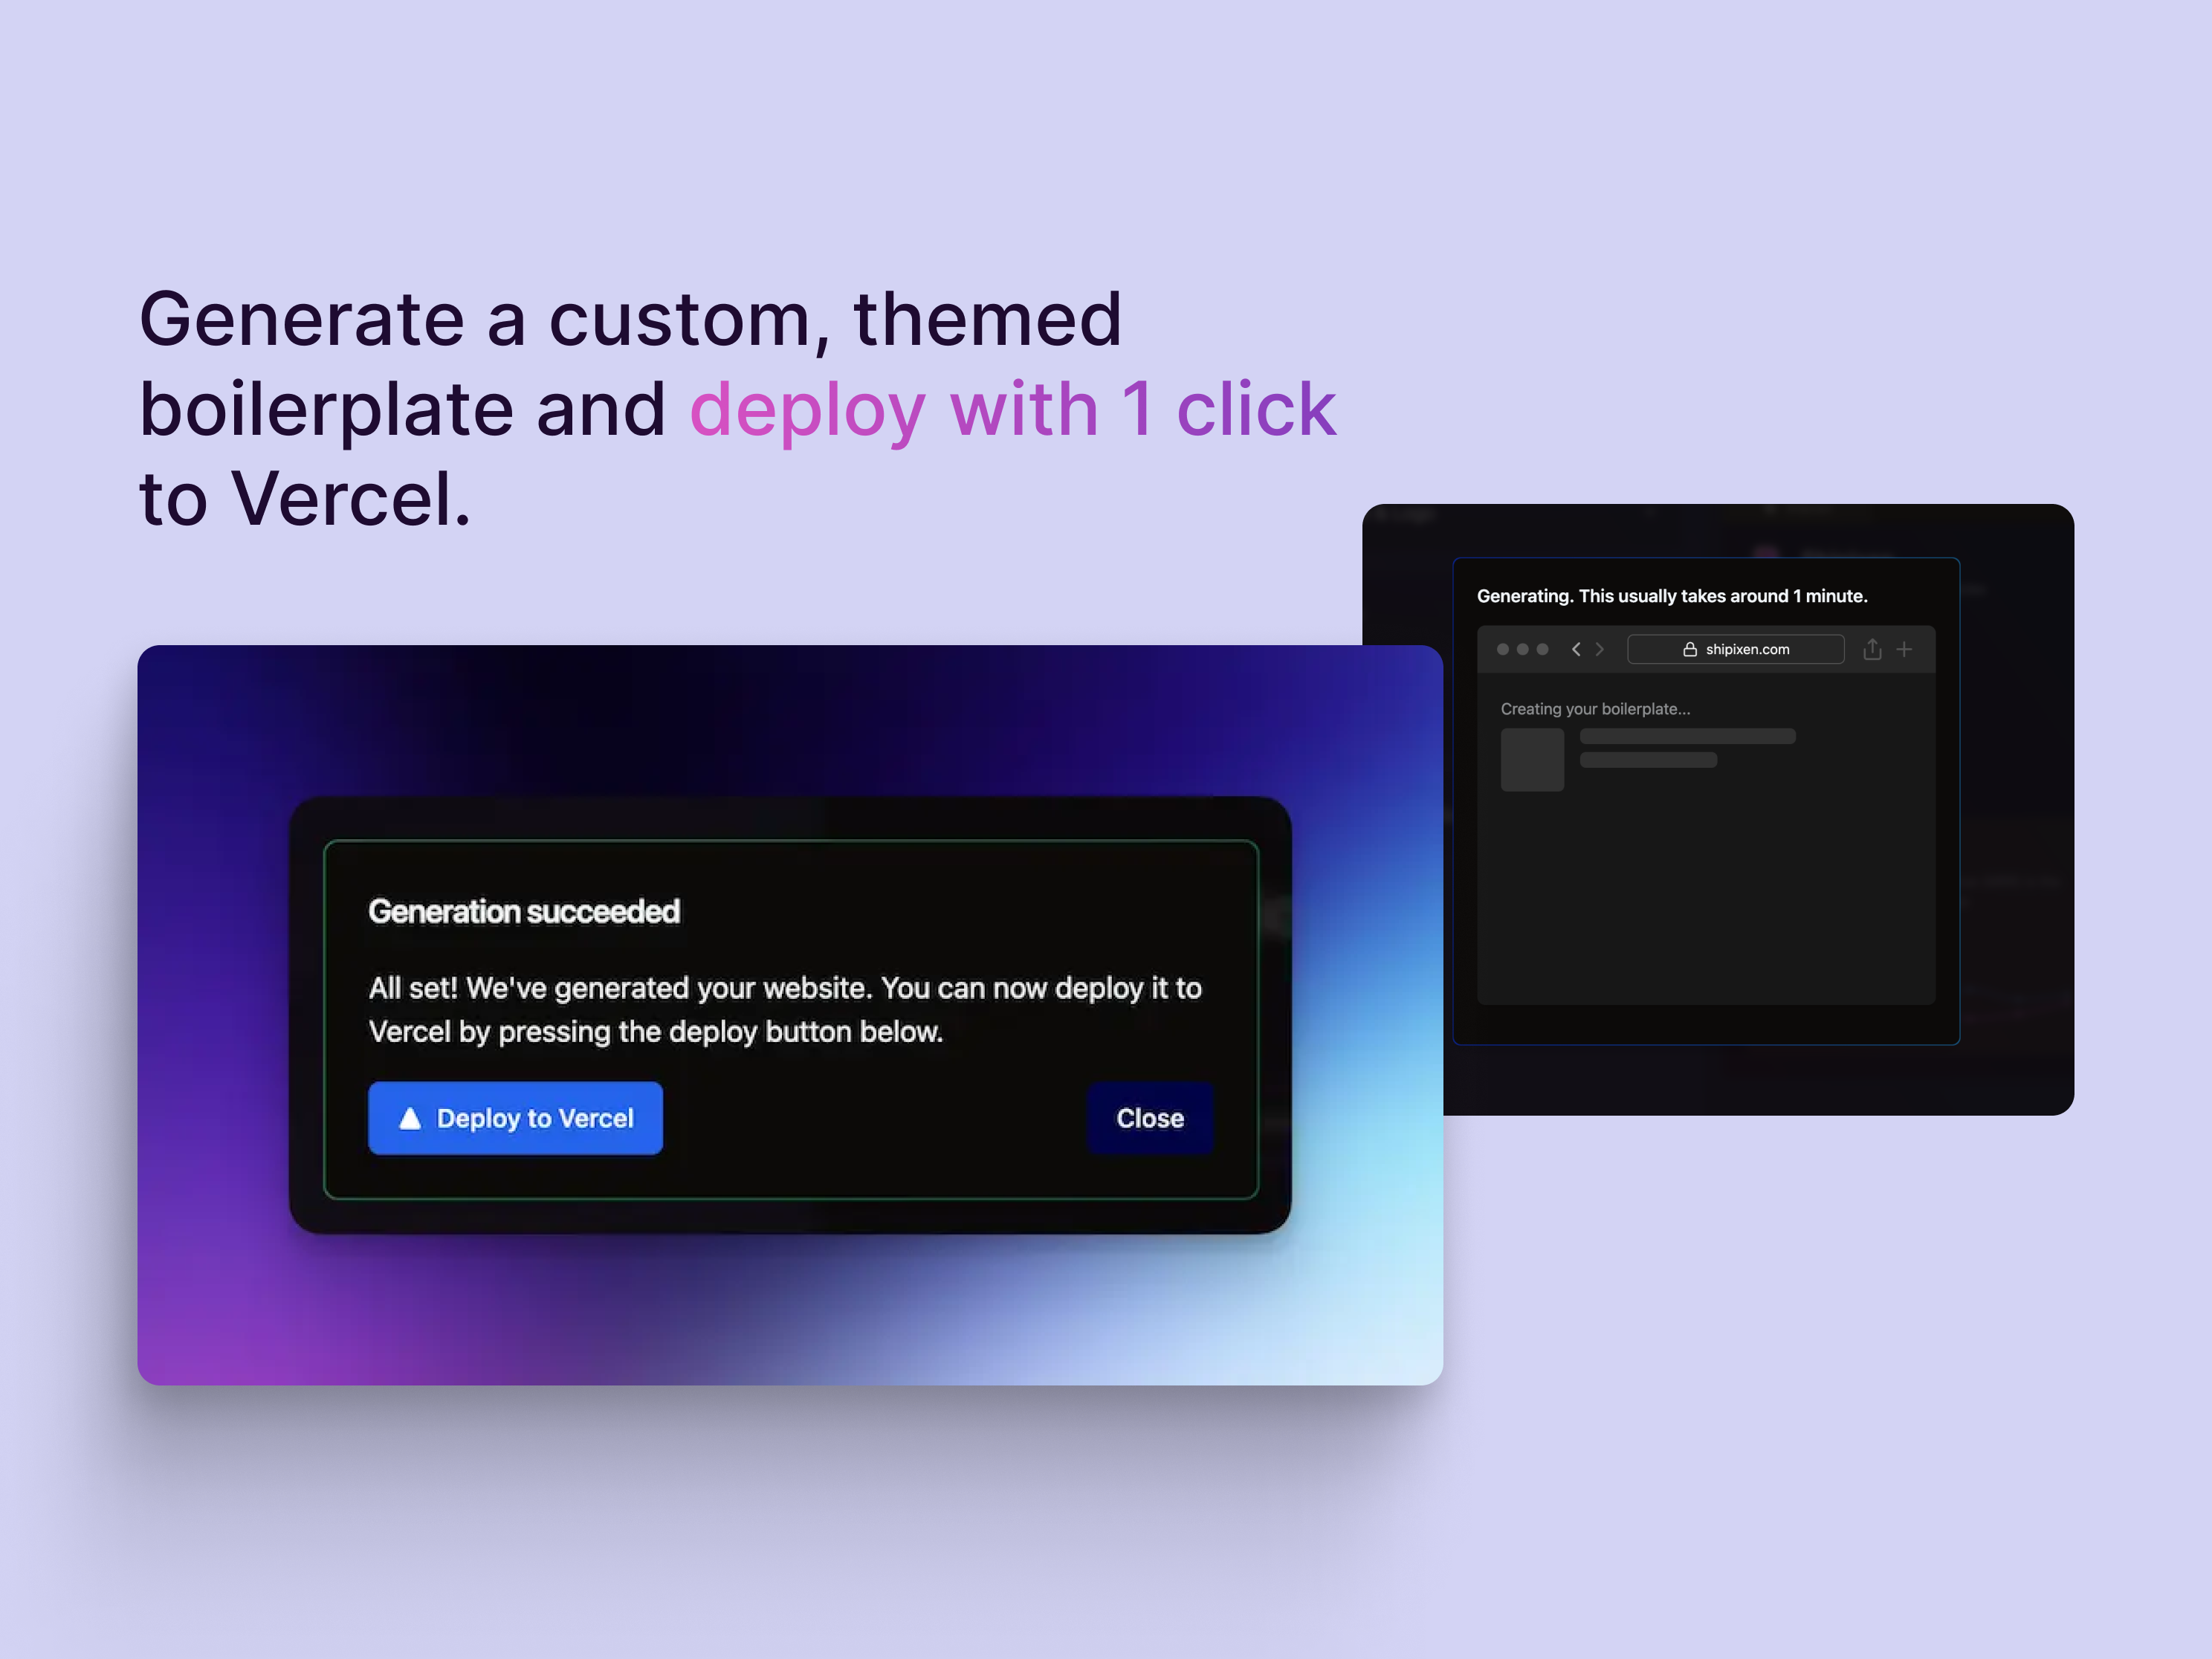 Generate a custom, themed
boilerplate and deploy with 1 click
to Vercel.
Generating. This usually takes around 1 minute.
shipixen.com
Creating your boilerplate...
Generation succeeded
All set! We've generated your website. You can now deploy it to
Vercel by pressing the deploy button below.
Deploy to Vercel
Close